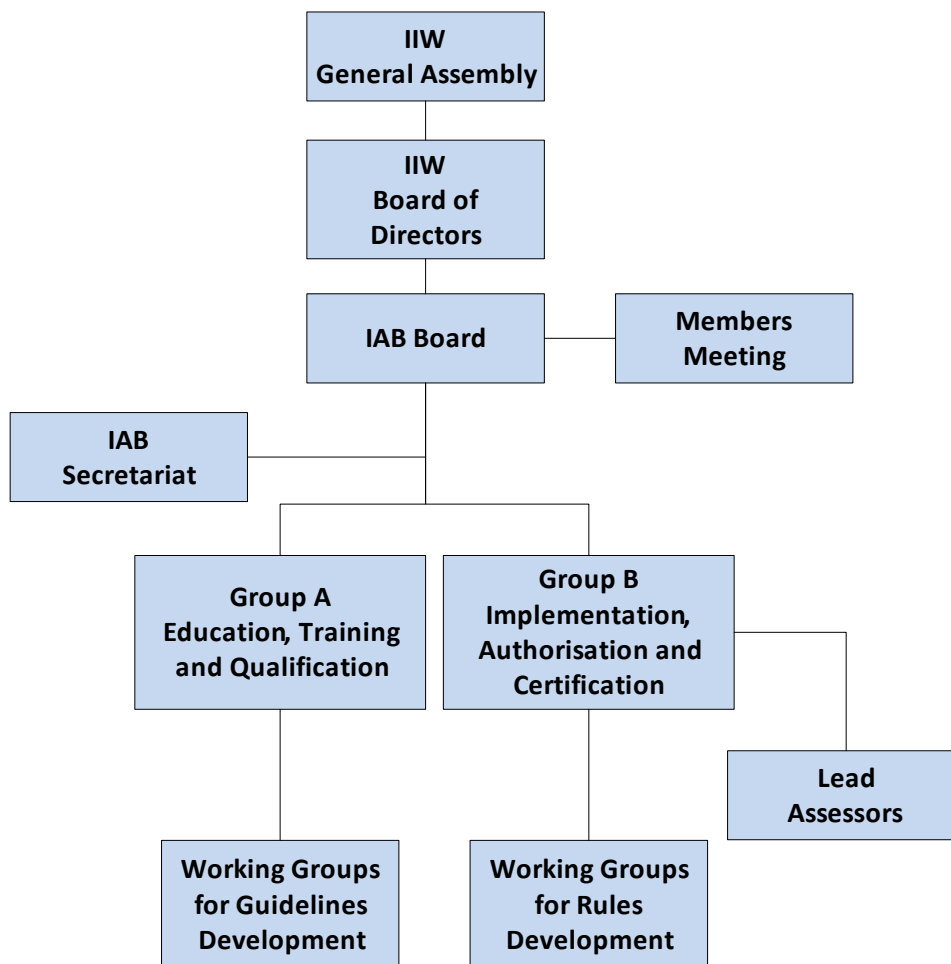 IIW
General Assembly
IIW
Board of
Directors
IAB Board
Members
Meeting
IAB
Secretariat
Group A
Education, Training
and Qualification
Group B
Implementation,
Authorisation and
Certification
Lead
Assessors
Working Groups
for Guidelines
Development
Working Groups
for Rules
Development